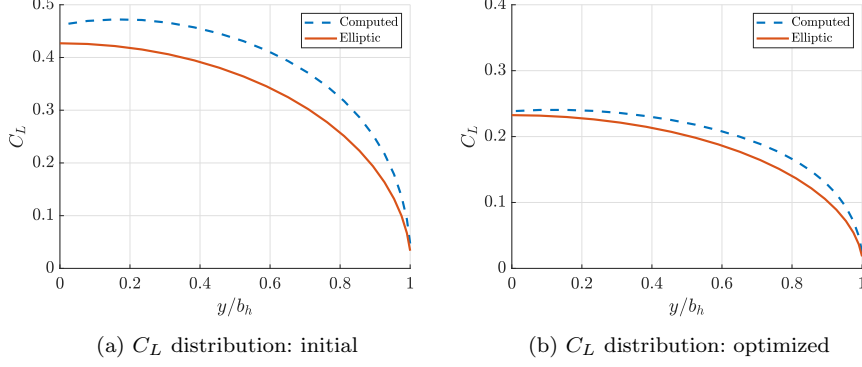 0.5
0.4
0.3
0.2
0.1
0
C_L
0 0.2 0.4 0.6 0.8 1
y/b_h
Computed
Elliptic
(a) C_L distribution: initial
0.4
0.3
0.2
0.1
0
C_L
0 0.2 0.4 0.6 0.8 1
y/b_h
Computed
Elliptic
(b) C_L distribution: optimized